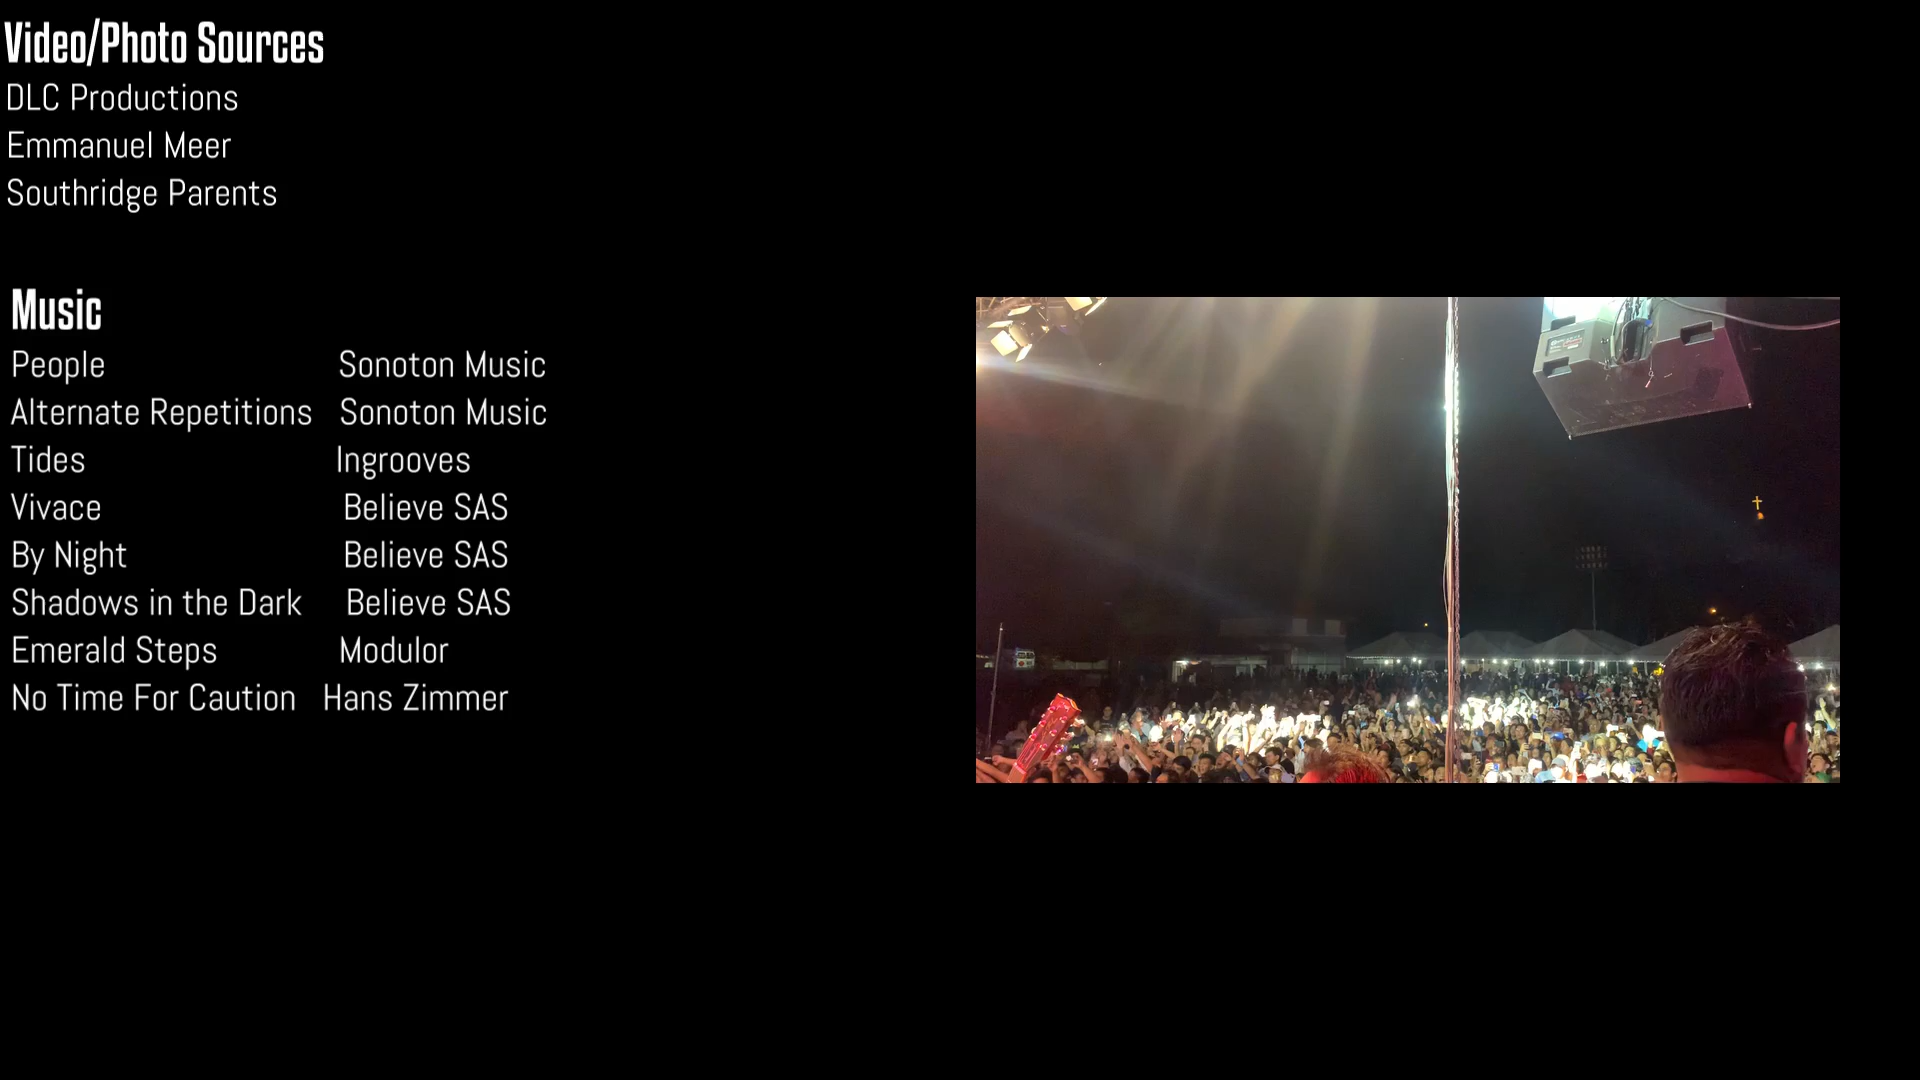 Video/Photo Sources
DLC Productions
Emmanuel Meer
Southridge Parents
Music
People Sonoton Music
Alternate Repetitions Sonoton Music
Tides Ingrooves
Vivace Believe SAS
By Night Believe SAS
Shadows in the Dark Believe SAS
Emerald Steps Modulor
No Time For Caution Hans Zimmer